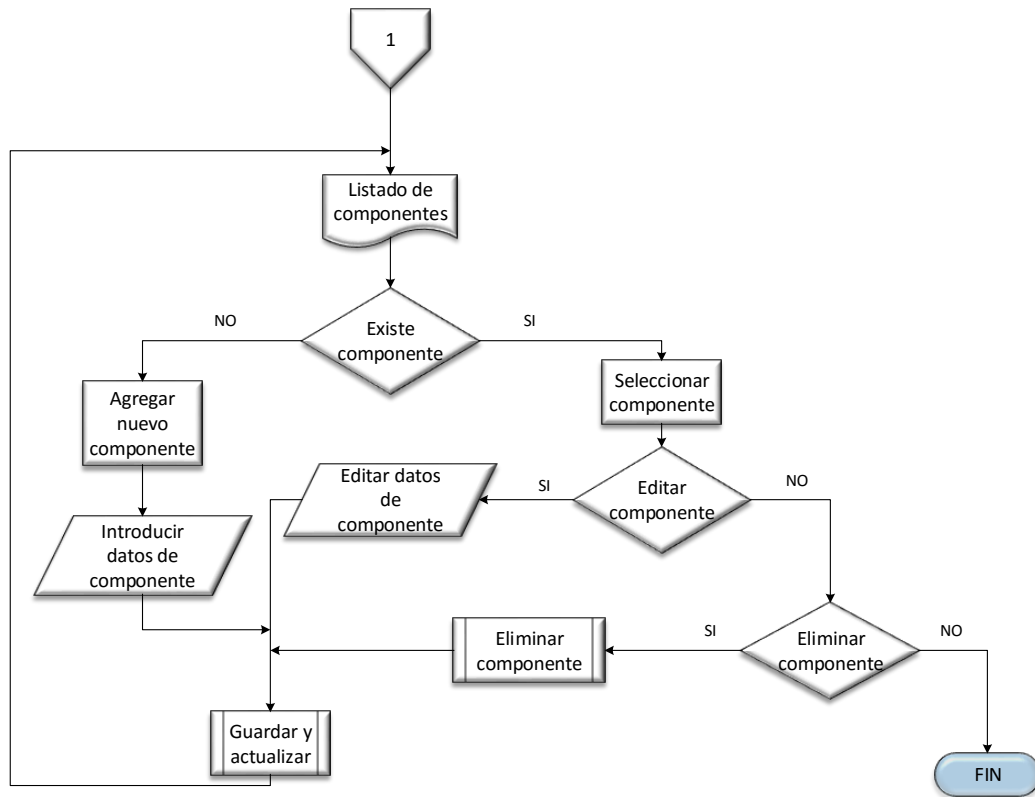 1
Listado de
componentes
NO
SI
Existe
componente
Seleccionar
componente
Agregar
nuevo
componente
Editar datos
de
componente
SI
Editar
componente
NO
Introducir
datos de
componente
Eliminar
componente
SI
Eliminar
componente
NO
Guardar y
actualizar
FIN